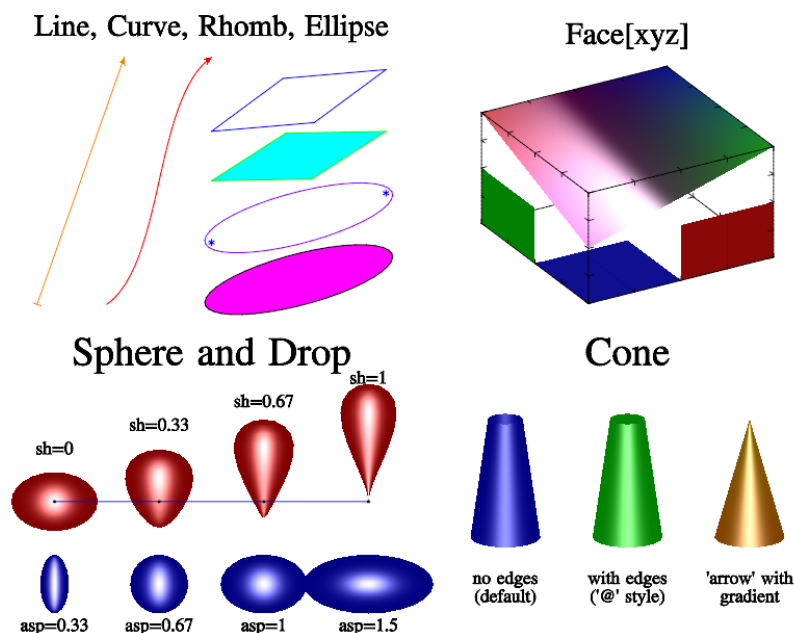 Line, Curve, Rhomb, Ellipse
Face[xyz]
Sphere and Drop
sh=0
sh=0.33
sh=0.67
sh=1
asp=0.33
asp=0.67
asp=1
asp=1.5
Cone
no edges
(default)
with edges
('@' style)
'arrow' with
gradient